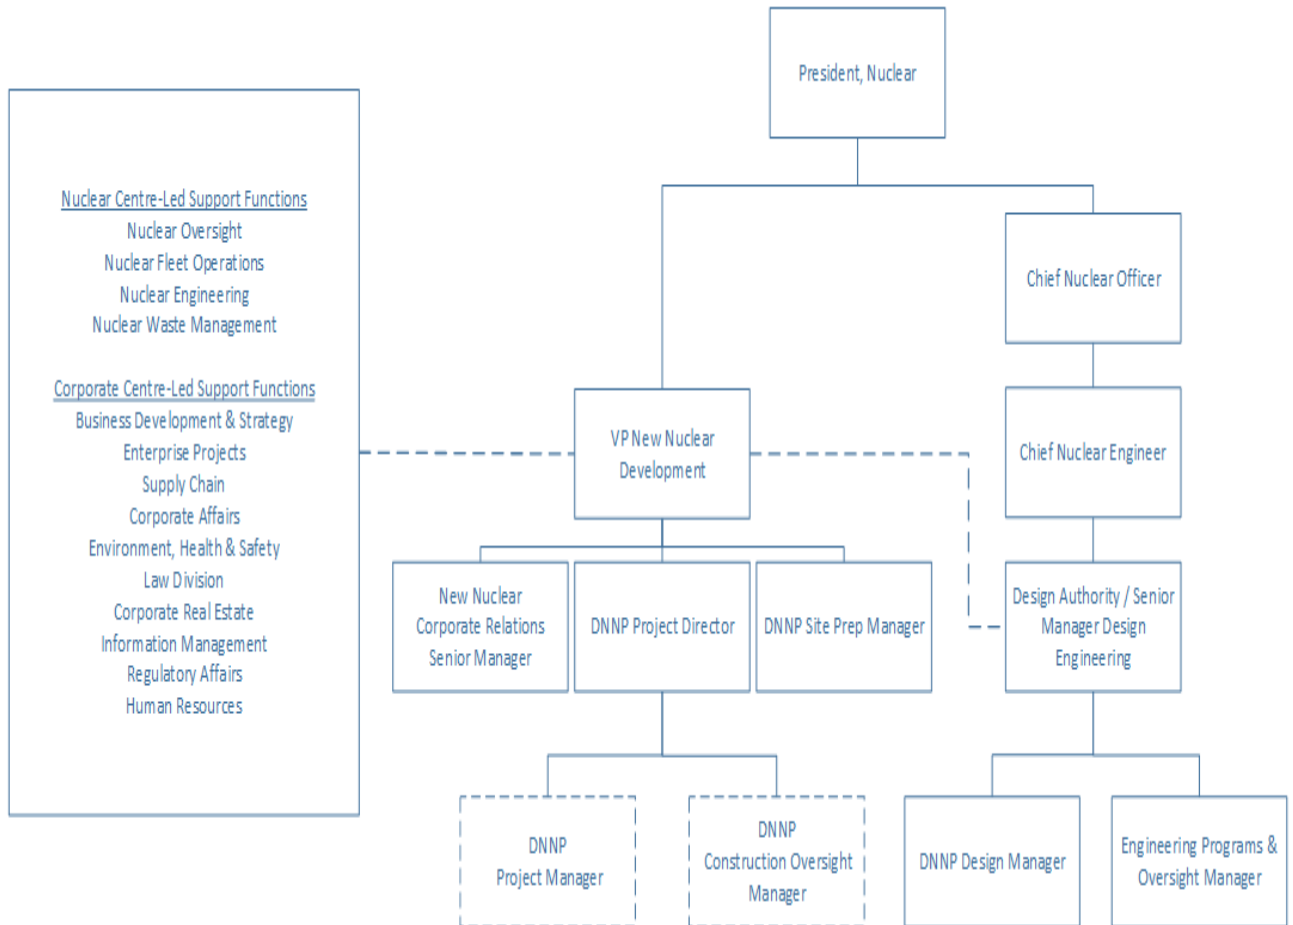 President, Nuclear
Nuclear Centre-Led Support Functions
Nuclear Oversight
Nuclear Fleet Operations
Nuclear Engineering
Nuclear Waste Management
Corporate Centre-Led Support Functions
Business Development & Strategy
Enterprise Projects
Supply Chain
Corporate Affairs
Environment, Health & Safety
Law Division
Corporate Real Estate
Information Management
Regulatory Affairs
Human Resources
Chief Nuclear Officer
VP New Nuclear
Development
Chief Nuclear Engineer
New Nuclear
Corporate Relations
Senior Manager
DNNP Project Director
DNNP Site Prep Manager
Design Authority / Senior
Manager Design
Engineering
DNNP
Project Manager
DNNP
Construction Oversight
Manager
DNNP Design Manager
Engineering Programs &
Oversight Manager